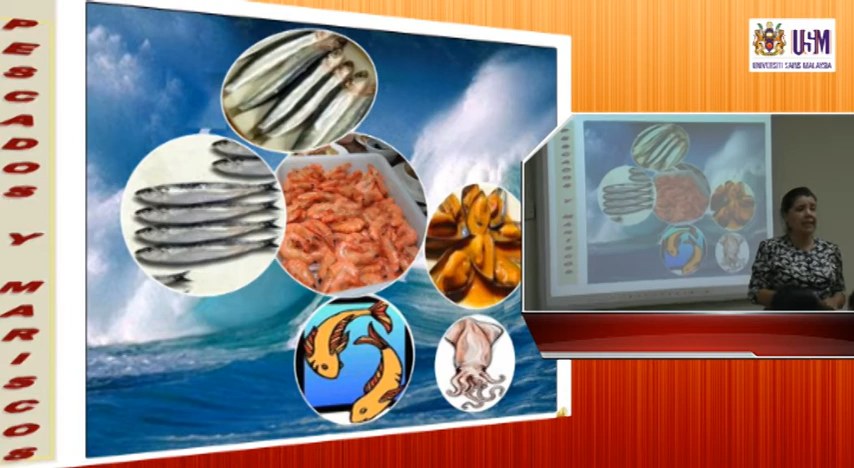 PESCADOS Y MARISCOS
USM
UNIVERSITI SAINS MALAYSIA